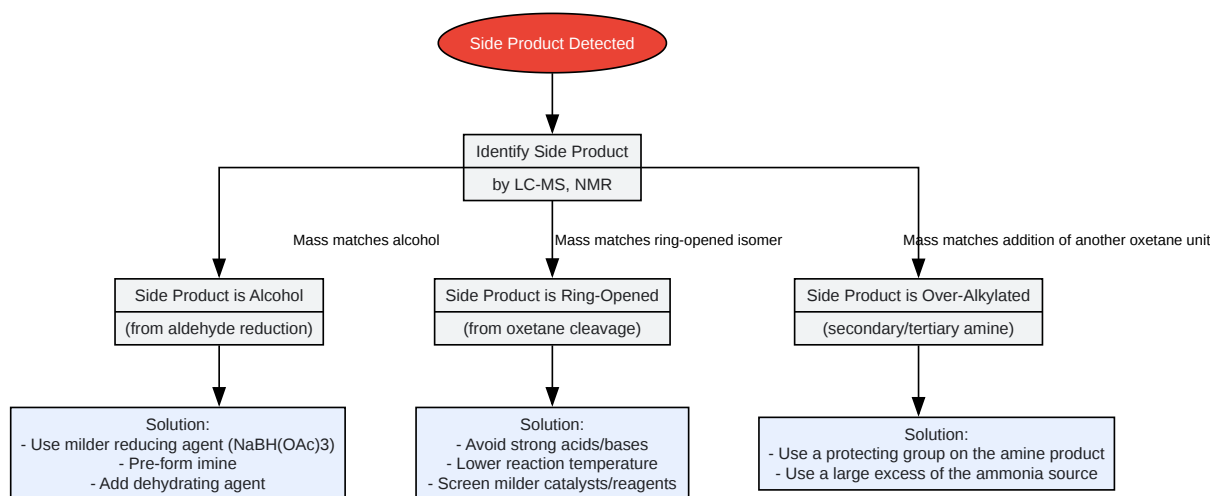 Side Product Detected
Identify Side Product
by LC-MS, NMR
Mass matches alcohol
Mass matches ring-opened isomer
Mass matches addition of another oxetane unit
Side Product is Alcohol
(from aldehyde reduction)
Side Product is Ring-Opened
(from oxetane cleavage)
Side Product is Over-Alkylated
(secondary/tertiary amine)
Solution:
- Use milder reducing agent (NaBH(OAc)3)
- Pre-form imine
- Add dehydrating agent
Solution:
- Avoid strong acids/bases
- Lower reaction temperature
- Screen milder catalysts/reagents
Solution:
- Use a protecting group on the amine product
- Use a large excess of the ammonia source